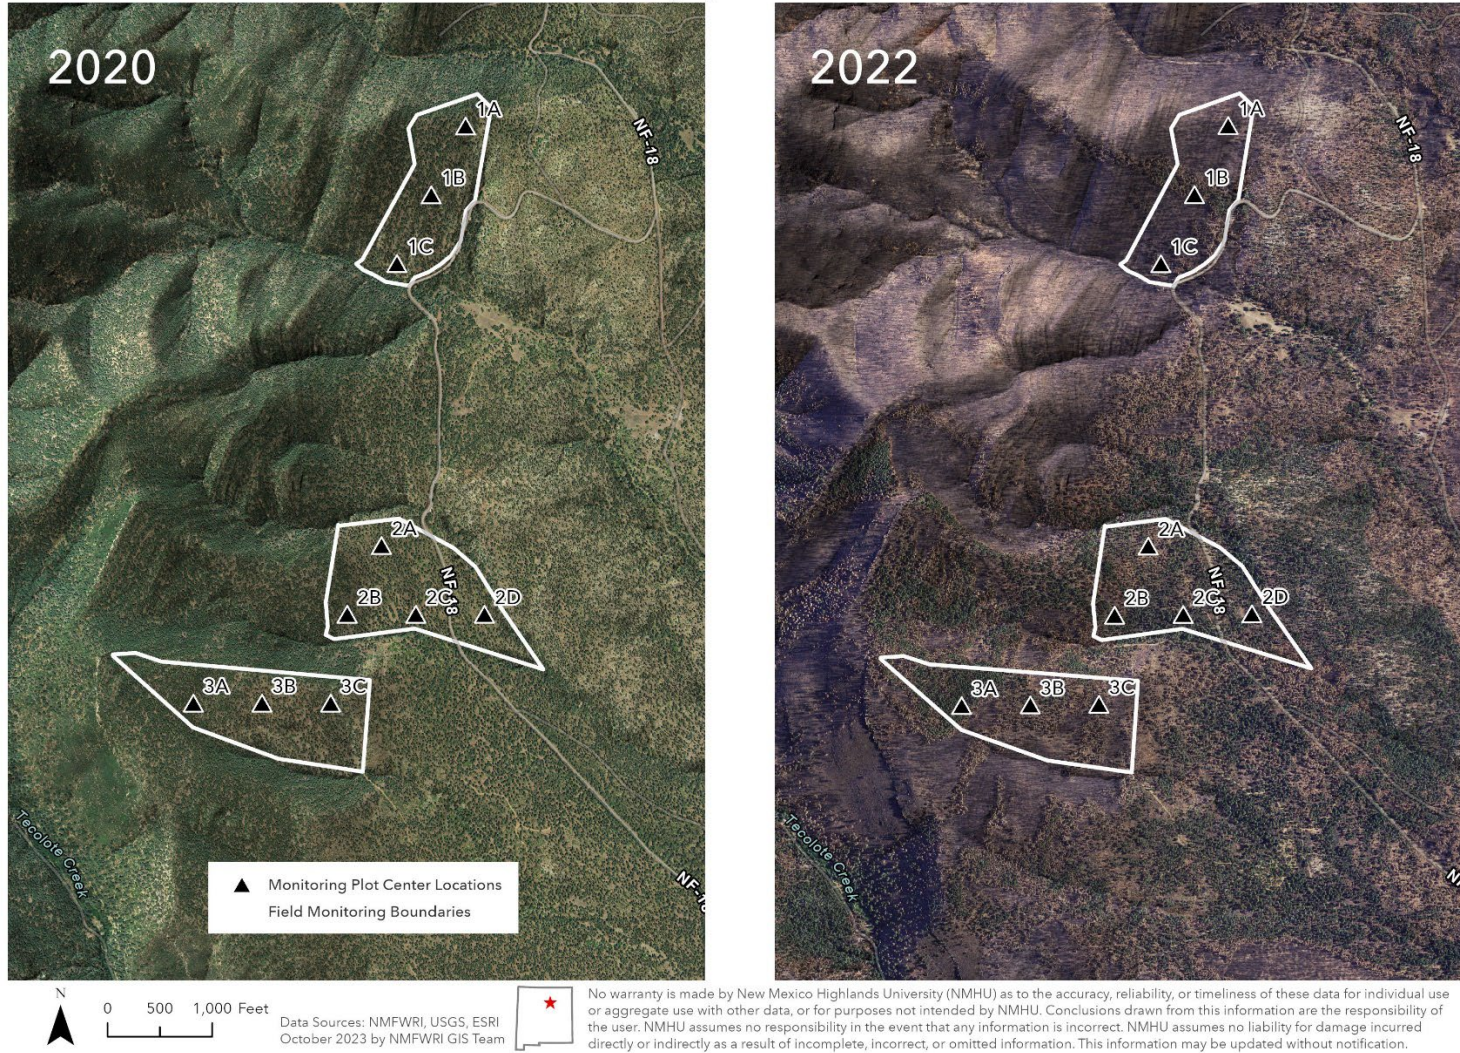 2020
1A
1B
1C
NF-18
2A
2B
2C
2D
NF-18
3A
3B
3C
Tecolote Creek
NF-18
Monitoring Plot Center Locations
Field Monitoring Boundaries
2022
1A
1B
1C
NF-18
2A
2B
2C
2D
NF-18
3A
3B
3C
Tecolote Creek
N
0 500 1,000 Feet
Data Sources: NMFWRI, USGS, ESRI
October 2023 by NMFWRI GIS Team
No warranty is made by New Mexico Highlands University (NMHU) as to the accuracy, reliability, or timeliness of these data for individual use
or aggregate use with other data, or for purposes not intended by NMHU. Conclusions drawn from this information are the responsibility of
the user. NMHU assumes no responsibility in the event that any information is incorrect. NMHU assumes no liability for damage incurred
directly or indirectly as a result of incomplete, incorrect, or omitted information. This information may be updated without notification.